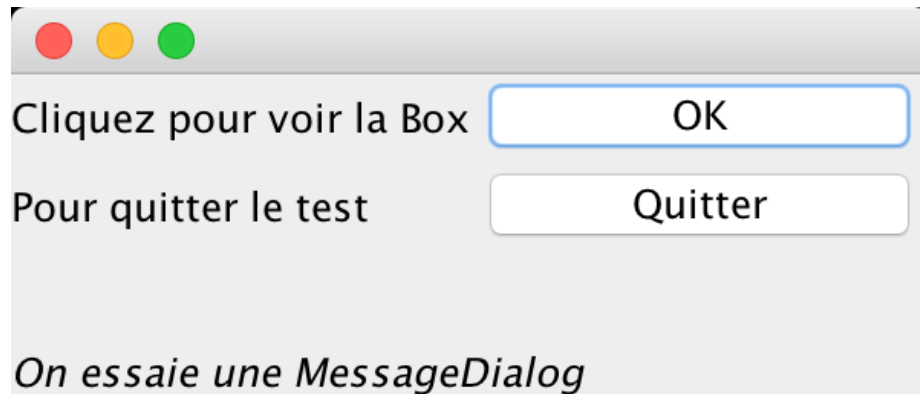 Cliquez pour voir la Box OK
Pour quitter le test Quitter
On essaie une MessageDialog